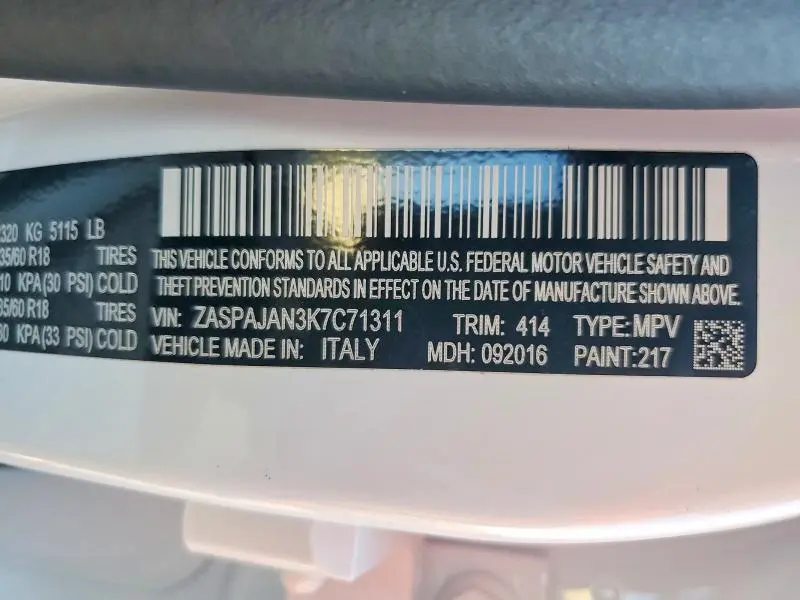 320 KG 5115 LB
35/60 R18 TIRES
10 KPA(30 PSI) COLD
35/60 R18 TIRES
30 KPA(33 PSI) COLD
THIS VEHICLE CONFORMS TO ALL APPLICABLE U.S. FEDERAL MOTOR VEHICLE SAFETY AND
THEFT PREVENTION STANDARDS IN EFFECT ON THE DATE OF MANUFACTURE SHOWN ABOVE.
VIN: ZASPAJAN3K7C71311 TRIM: 414 TYPE:MPV
VEHICLE MADE IN: ITALY MDH: 092016 PAINT:217